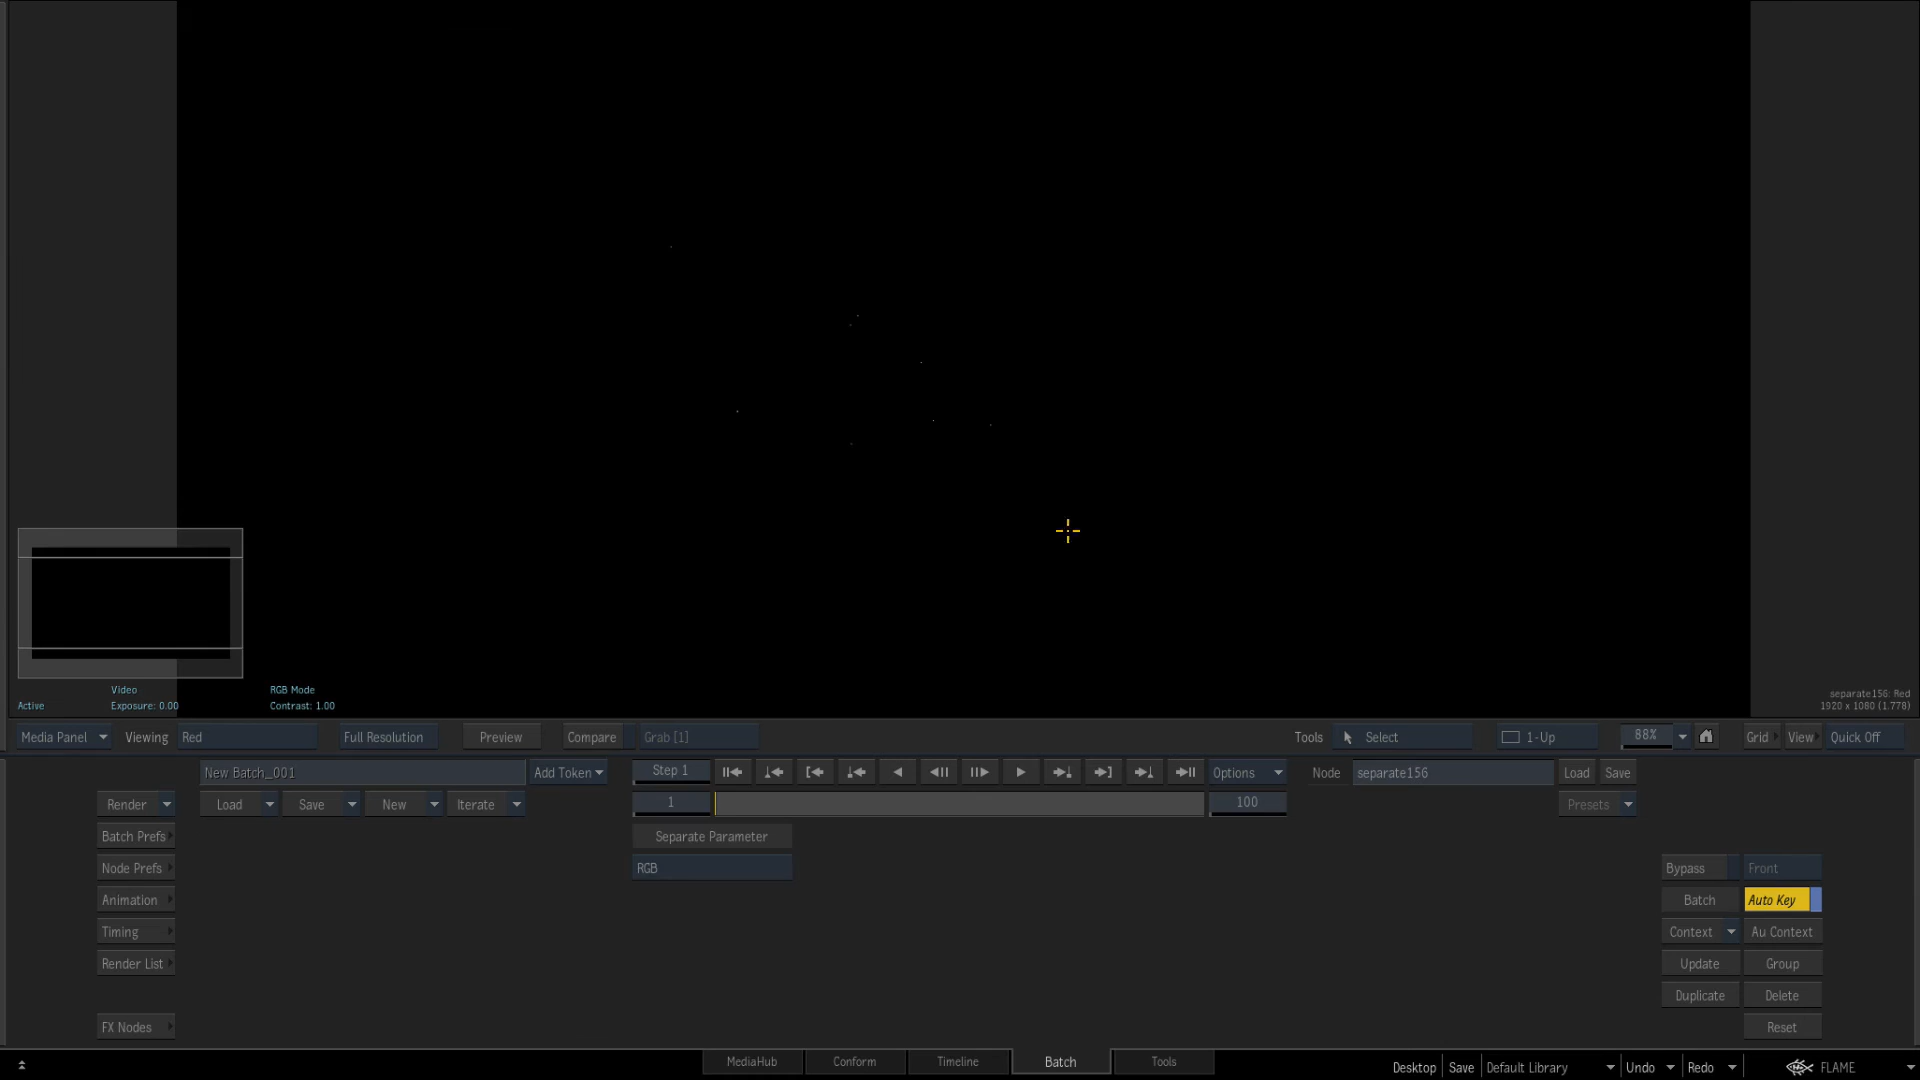 Video
RGB Mode
Active
Exposure: 0.00
Contrast: 1.00
separate156: Red
1920 x 1080 (1.778)
Media Panel
Viewing
Red
Full Resolution
Preview
Compare
Grab [1]
Tools
Select
1-Up
88%
Grid
View
Quick Off
New Batch_001
Add Token
Step 1
Options
Node
separate156
Load
Save
Render
Load
Save
New
Iterate
1
100
Presets
Batch Prefs
Separate Parameter
Node Prefs
RGB
Bypass
Front
Animation
Batch
Auto Key
Timing
Context
Au Context
Render List
Update
Group
Duplicate
Delete
FX Nodes
Reset
MediaHub
Conform
Timeline
Batch
Tools
Desktop
Save
Default Library
Undo
Redo
FLAME